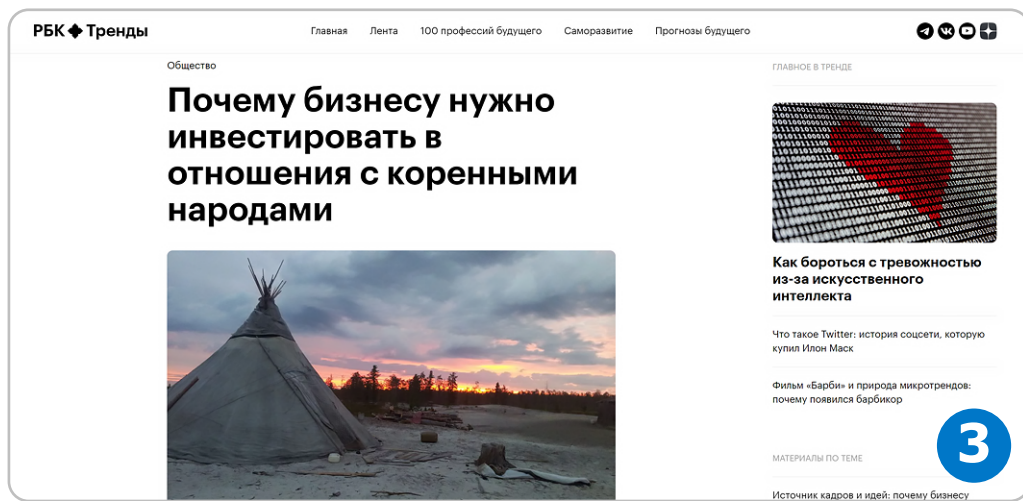 РБК Тренды
Главная Лента 100 профессий будущего Саморазвитие Прогнозы будущего
Общество
Почему бизнесу нужно
инвестировать в
отношения с коренными
народами
ГЛАВНОЕ В ТРЕНДЕ
Как бороться с тревожностью
из-за искусственного
интеллекта
Что такое Twitter: история соцсети, которую
купил Илон Маск
Фильм «Барби» и природа микротрендов:
почему появился барбикор
3
МАТЕРИАЛЫ ПО ТЕМЕ
Источник кадров и идей: почему бизнесу